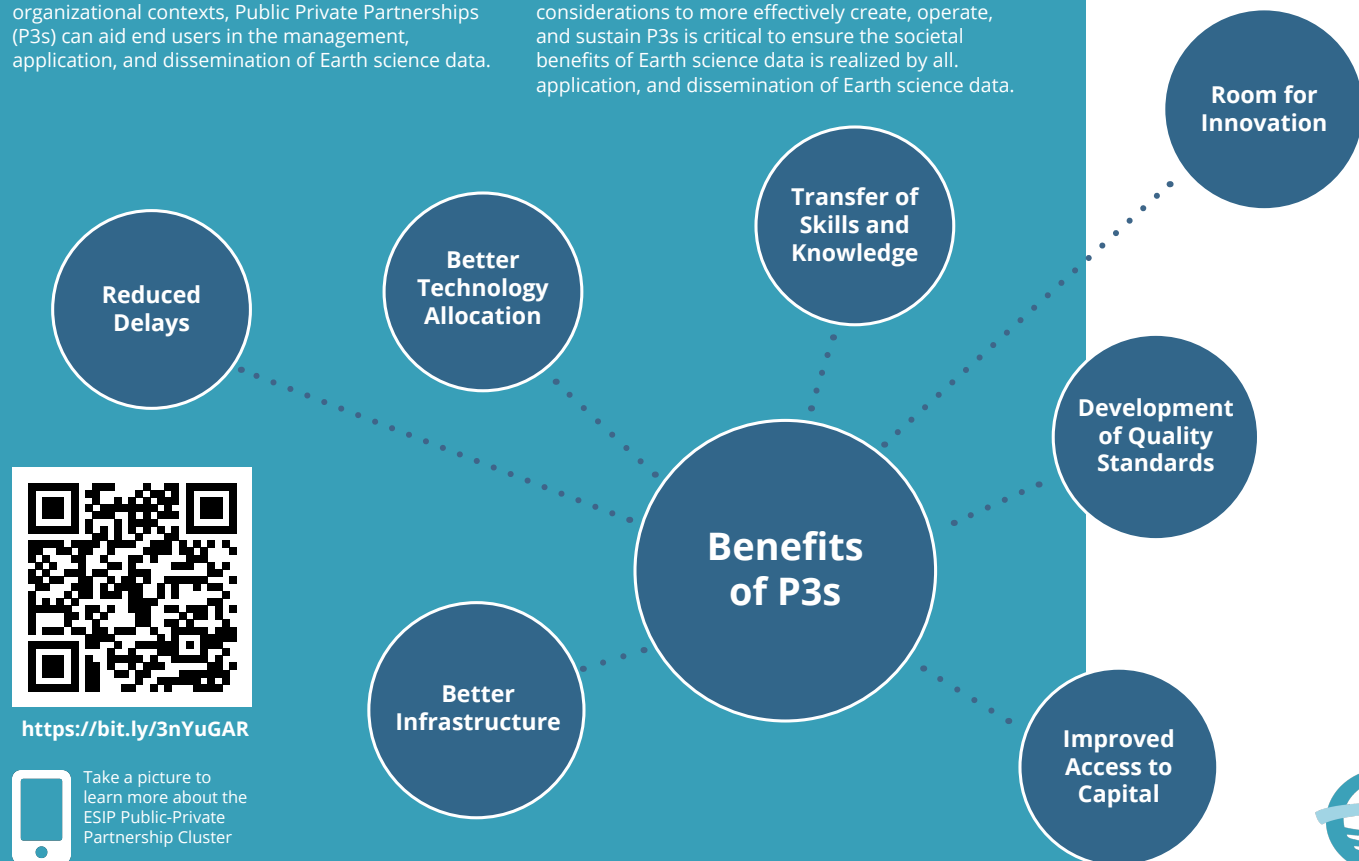 organizational contexts, Public Private Partnerships
(P3s) can aid end users in the management,
application, and dissemination of Earth science data.
considerations to more effectively create, operate,
and sustain P3s is critical to ensure the societal
benefits of Earth science data is realized by all.
application, and dissemination of Earth science data.
Room for
Innovation
Transfer of
Skills and
Knowledge
Better
Technology
Allocation
Reduced
Delays
Development
of Quality
Standards
Benefits
of P3s
Better
Infrastructure
Improved
Access to
Capital
https://bit.ly/3nYuGAR
Take a picture to
learn more about the
ESIP Public-Private
Partnership Cluster